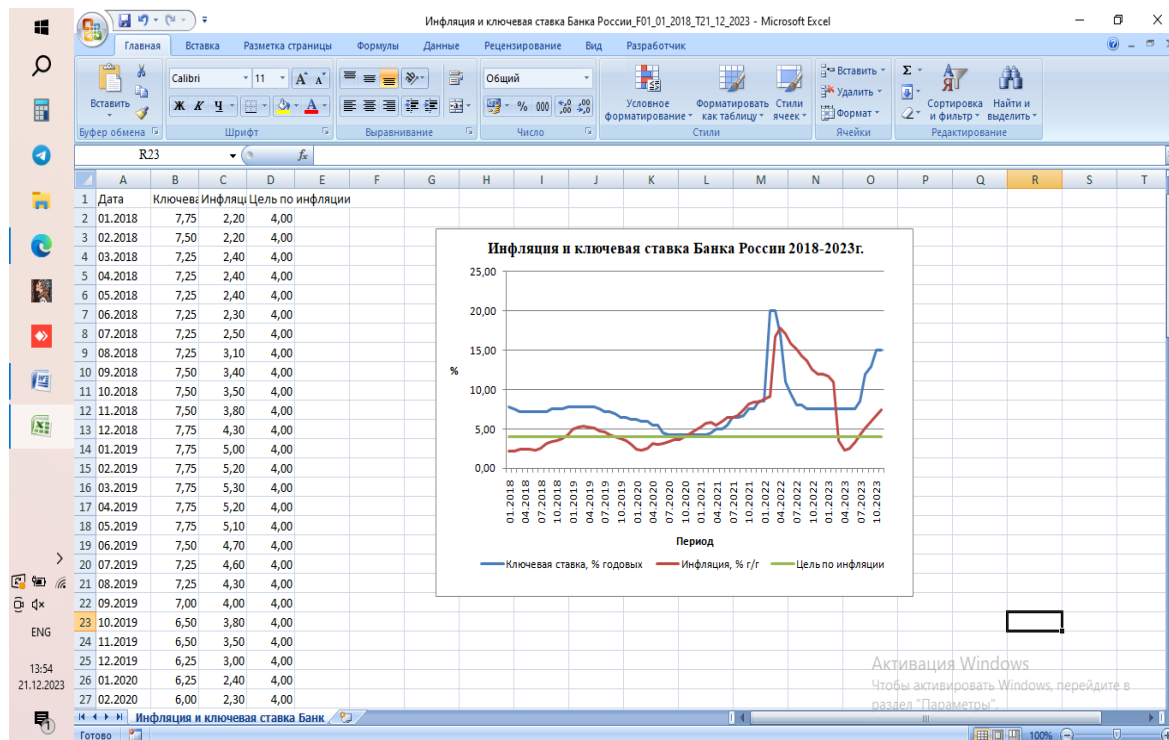 Инфляция и ключевая ставка Банка России_F01_01_2018_T21_12_2023 - Microsoft Excel
Главная Вставка Разметка страницы Формулы Данные Рецензирование Вид Разработчик
Вставить
Calibri 11
Ж К Ч
Общий
% 000
Условное форматирование
Форматировать как таблицу
Стили ячеек
Вставить
Удалить
Формат
Сортировка и фильтр
Найти и выделить
Буфер обмена Шрифт Выравнивание Число Стили Ячейки Редактирование
R23 fx
A B C D E F G H I J K L M N O P Q R S T
1 Дата Ключева Инфляци Цель по инфляции
2 01.2018 7,75 2,20 4,00
3 02.2018 7,50 2,20 4,00
4 03.2018 7,25 2,40 4,00
5 04.2018 7,25 2,40 4,00
6 05.2018 7,25 2,40 4,00
7 06.2018 7,25 2,30 4,00
8 07.2018 7,25 2,50 4,00
9 08.2018 7,25 3,10 4,00
10 09.2018 7,50 3,40 4,00
11 10.2018 7,50 3,50 4,00
12 11.2018 7,50 3,80 4,00
13 12.2018 7,75 4,30 4,00
14 01.2019 7,75 5,00 4,00
15 02.2019 7,75 5,20 4,00
16 03.2019 7,75 5,30 4,00
17 04.2019 7,75 5,20 4,00
18 05.2019 7,75 5,10 4,00
19 06.2019 7,50 4,70 4,00
20 07.2019 7,25 4,60 4,00
21 08.2019 7,25 4,30 4,00
22 09.2019 7,00 4,00 4,00
23 10.2019 6,50 3,80 4,00
24 11.2019 6,50 3,50 4,00
25 12.2019 6,25 3,00 4,00
26 01.2020 6,25 2,40 4,00
27 02.2020 6,00 2,30 4,00
Инфляция и ключевая ставка Банка России 2018-2023г.
25,00
20,00
15,00
%
10,00
5,00
0,00
01.2018 04.2018 07.2018 10.2018 01.2019 04.2019 07.2019 10.2019 01.2020 04.2020 07.2020 10.2020 01.2021 04.2021 07.2021 10.2021 01.2022 04.2022 07.2022 10.2022 01.2023 04.2023 07.2023 10.2023
Период
Ключевая ставка, % годовых Инфляция, % г/г Цель по инфляции
Активация Windows
Чтобы активировать Windows, перейдите в
раздел "Параметры".
Инфляция и ключевая ставка Банк
Готово 100%
ENG
13:54
21.12.2023
1